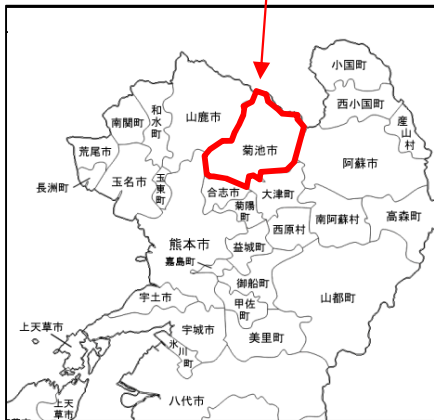 小国町
西小国町
産山村
和水町
南関町
山鹿市
菊池市
荒尾市
長洲町
玉名市
玉東町
阿蘇市
合志市
大津町
菊陽町
西原村
南阿蘇村
高森町
熊本市
益城町
嘉島町
御船町
甲佐町
山都町
宇土市
上天草市
宇城市
氷川町
美里町
八代市
上天草市